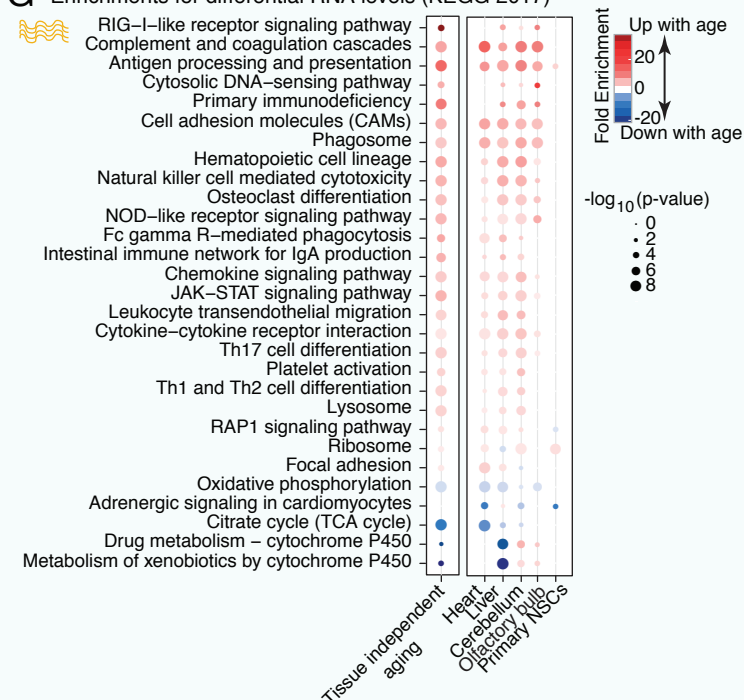 Enrichments for differential RNA levels (KEGG 2017)
RIG−I−like receptor signaling pathway
Complement and coagulation cascades
Antigen processing and presentation
Cytosolic DNA−sensing pathway
Primary immunodeficiency
Cell adhesion molecules (CAMs)
Phagosome
Hematopoietic cell lineage
Natural killer cell mediated cytotoxicity
Osteoclast differentiation
NOD−like receptor signaling pathway
Fc gamma R−mediated phagocytosis
Intestinal immune network for IgA production
Chemokine signaling pathway
JAK−STAT signaling pathway
Leukocyte transendothelial migration
Cytokine−cytokine receptor interaction
Th17 cell differentiation
Platelet activation
Th1 and Th2 cell differentiation
Lysosome
RAP1 signaling pathway
Ribosome
Focal adhesion
Oxidative phosphorylation
Adrenergic signaling in cardiomyocytes
Citrate cycle (TCA cycle)
Drug metabolism − cytochrome P450
Metabolism of xenobiotics by cytochrome P450
Tissue independent
aging
Heart
Liver
Cerebellum
Olfactory bulb
Primary NSCs
Fold Enrichment
Up with age
20
0
-20
Down with age
-log10(p-value)
0
2
4
6
8